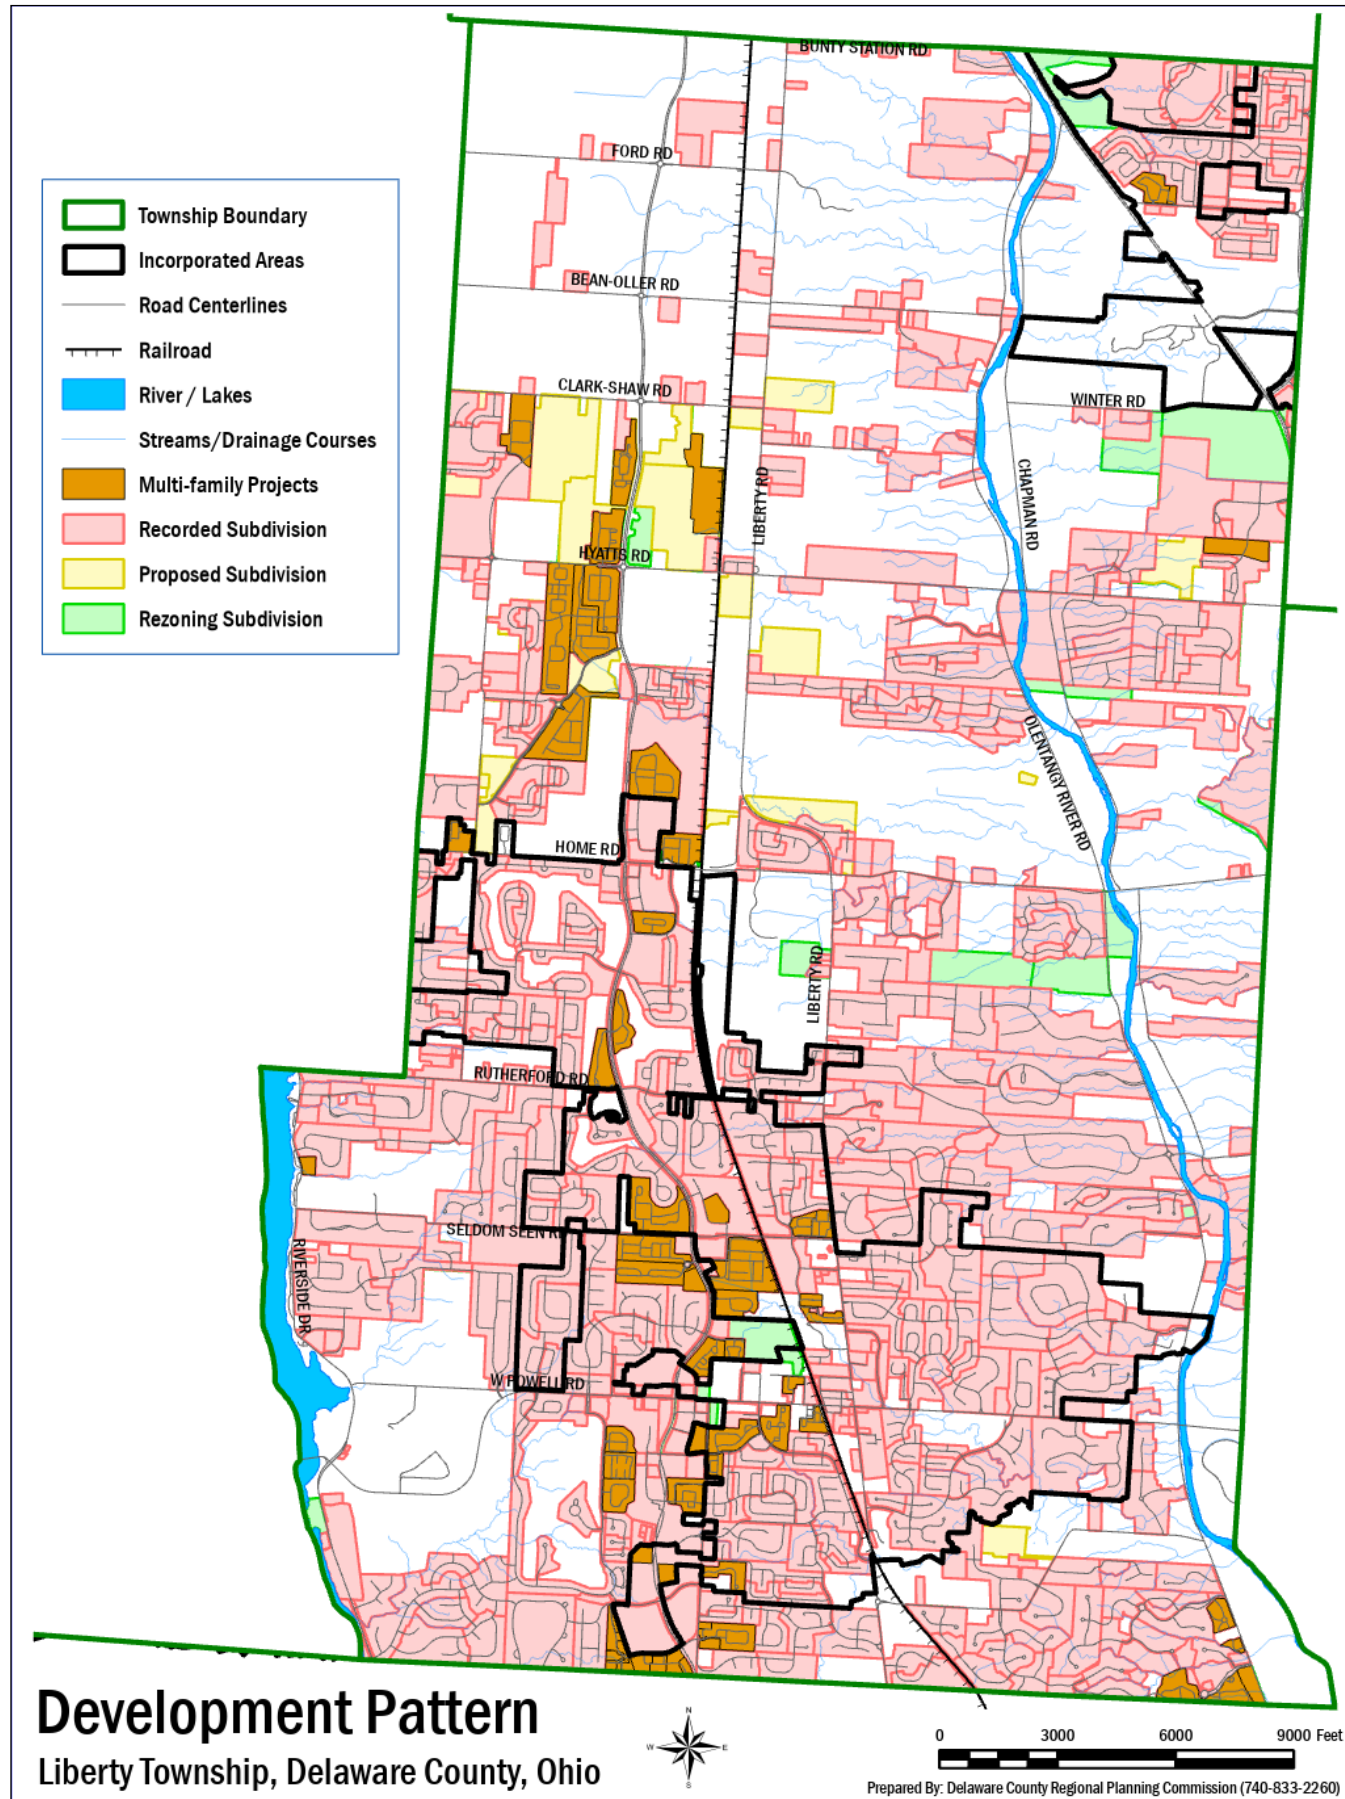 BUNTY STATION RD
FORD RD
Township Boundary
Incorporated Areas
BEAN-OLLER RD
Road Centerlines
Railroad
River / Lakes
CLARK-SHAW RD
WINTER RD
Streams/Drainage Courses
Multi-family Projects
LIBERTY RD
CHAPMAN RD
Recorded Subdivision
HYATTS RD
Proposed Subdivision
Rezoning Subdivision
OLENTANGY RIVER RD
HOME RD
LIBERTY RD
RUTHERFORD RD
SELDOM SEEN RD
RIVERSIDE DR
W POWELL RD
Development Pattern
Liberty Township, Delaware County, Ohio
N
W E
S
0 3000 6000 9000 Feet
Prepared By: Delaware County Regional Planning Commission (740-833-2260)